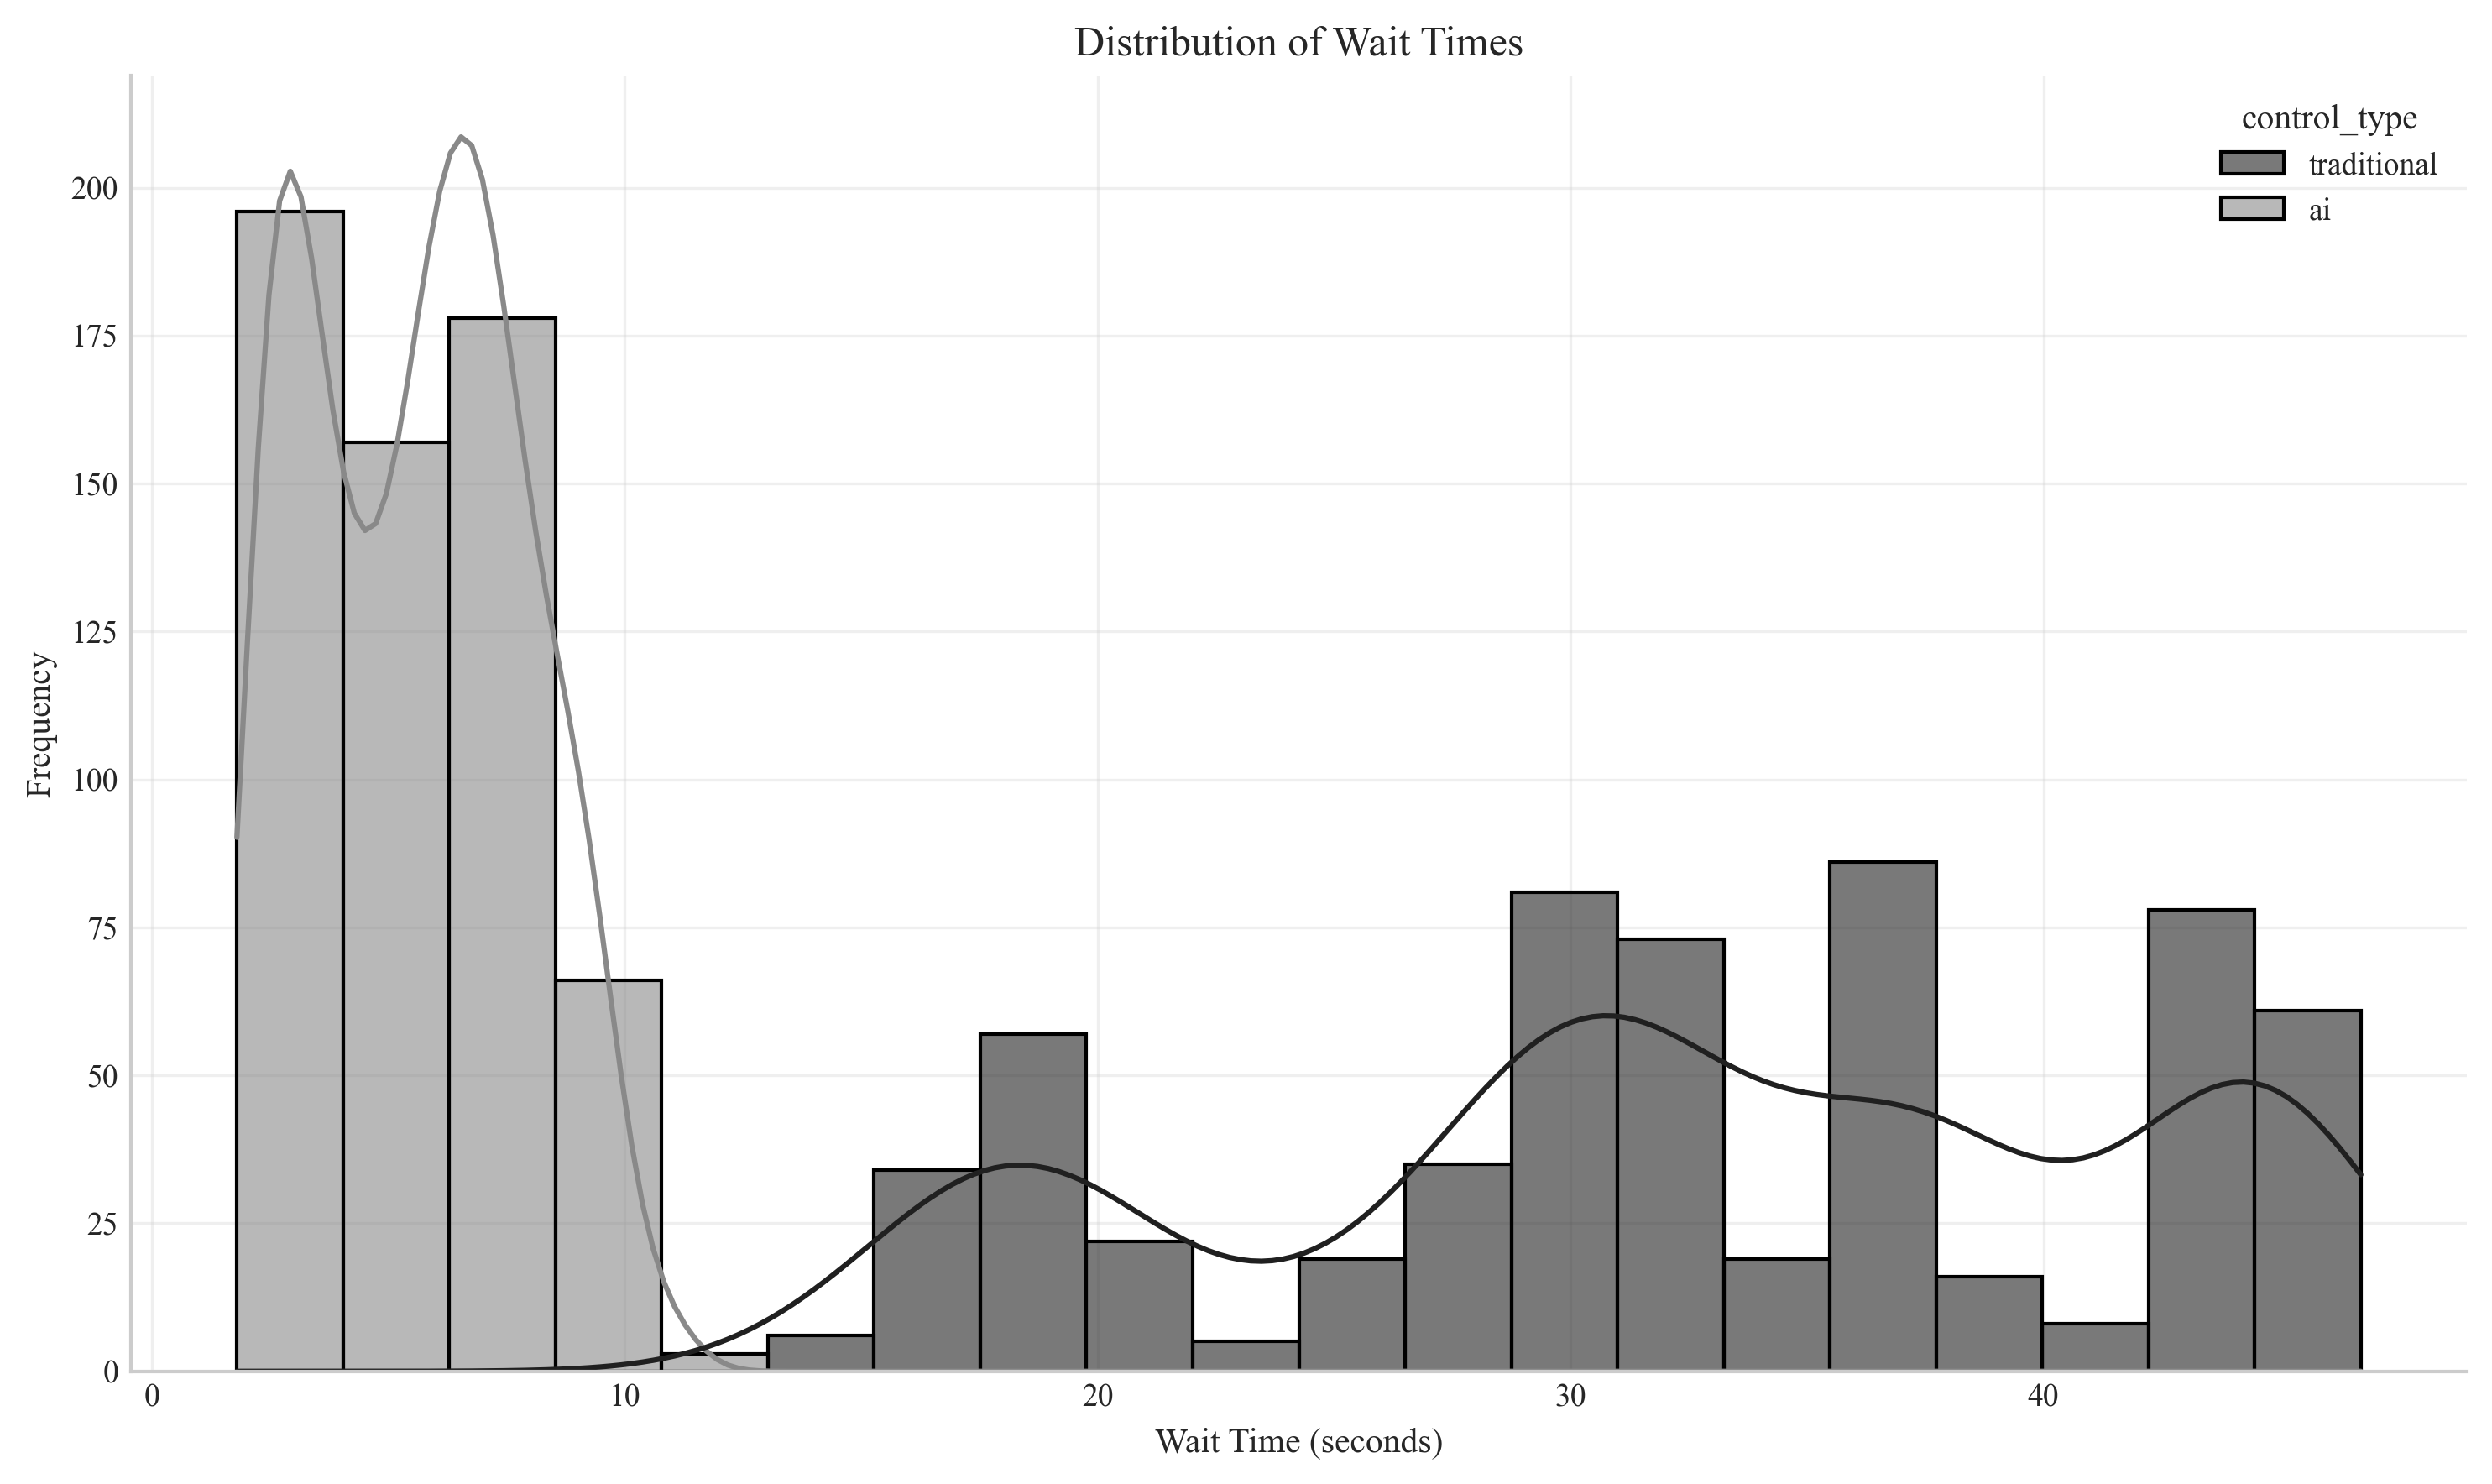 Distribution of Wait Times
control_type
traditional
ai
Frequency
200
175
150
125
100
75
50
25
0
0 10 20 30 40
Wait Time (seconds)